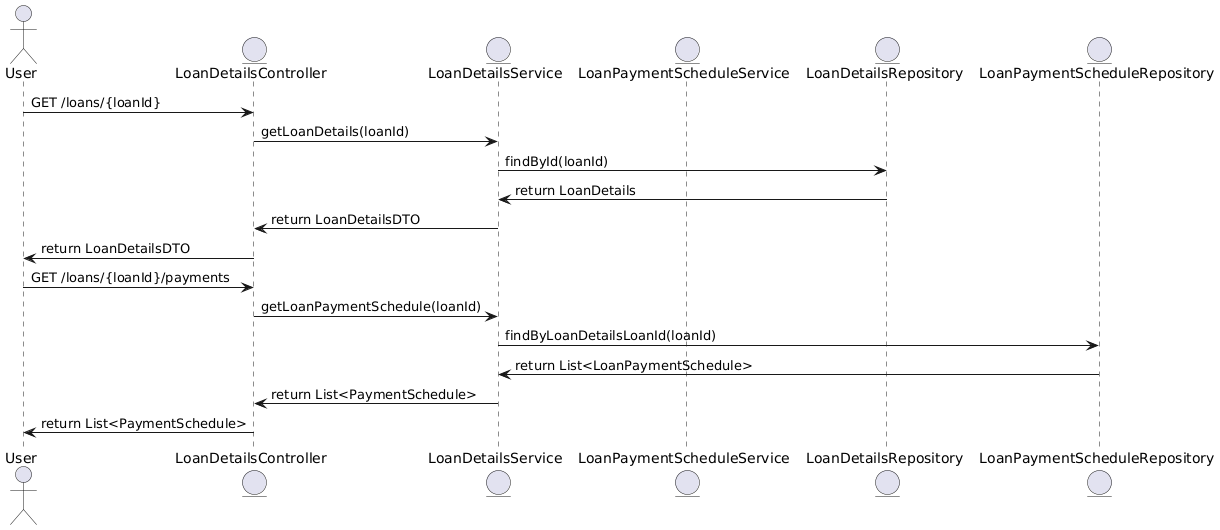 User
LoanDetailsController
LoanDetailsService
LoanPaymentScheduleService
LoanDetailsRepository
LoanPaymentScheduleRepository
GET /loans/{loanId}
getLoanDetails(loanId)
findById(loanId)
return LoanDetails
return LoanDetailsDTO
return LoanDetailsDTO
GET /loans/{loanId}/payments
getLoanPaymentSchedule(loanId)
findByLoanDetailsLoanId(loanId)
return List<LoanPaymentSchedule>
return List<PaymentSchedule>
return List<PaymentSchedule>
User
LoanDetailsController
LoanDetailsService
LoanPaymentScheduleService
LoanDetailsRepository
LoanPaymentScheduleRepository